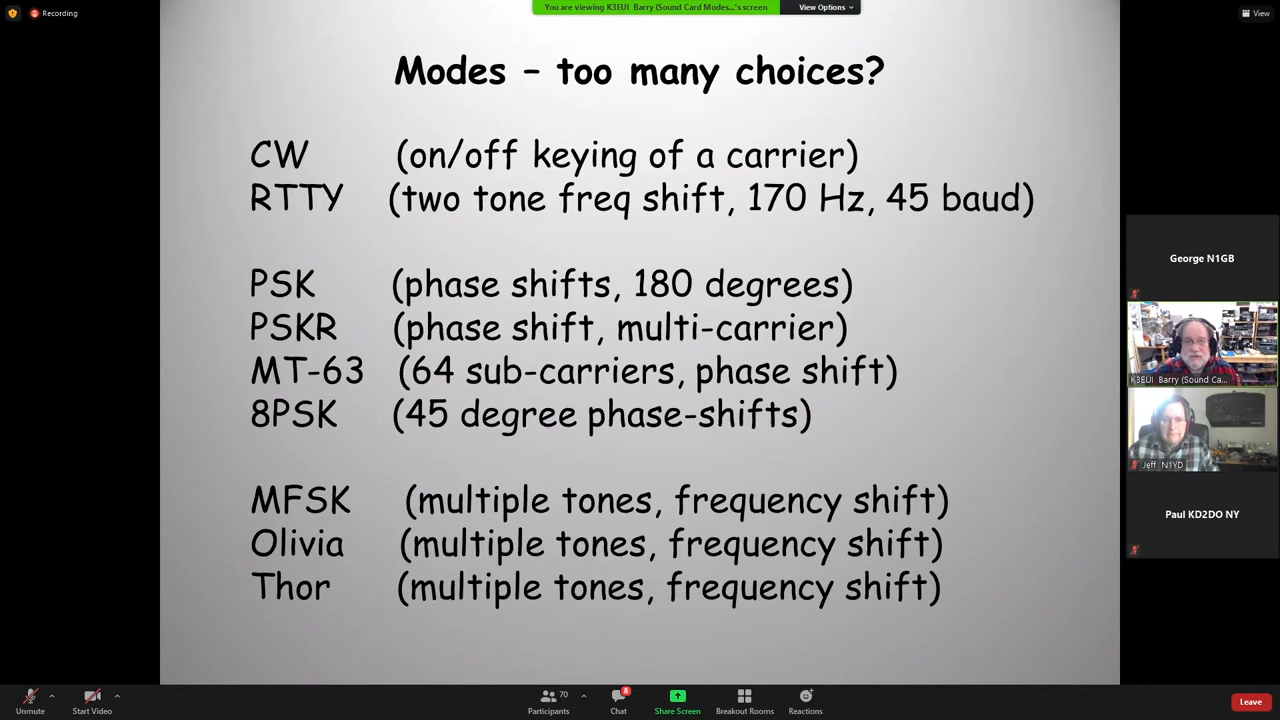 Recording
You are viewing K3EUI Barry (Sound Card Modes...'s screen
View Options
View
Modes – too many choices?
CW (on/off keying of a carrier)
RTTY (two tone freq shift, 170 Hz, 45 baud)
PSK (phase shifts, 180 degrees)
PSKR (phase shift, multi-carrier)
MT-63 (64 sub-carriers, phase shift)
8PSK (45 degree phase-shifts)
MFSK (multiple tones, frequency shift)
Olivia (multiple tones, frequency shift)
Thor (multiple tones, frequency shift)
George N1GB
K3EUI Barry (Sound Ca...
Jeff N1YD
Paul KD2DO NY
Unmute
Start Video
Participants
70
Chat
8
Share Screen
Breakout Rooms
Reactions
Leave